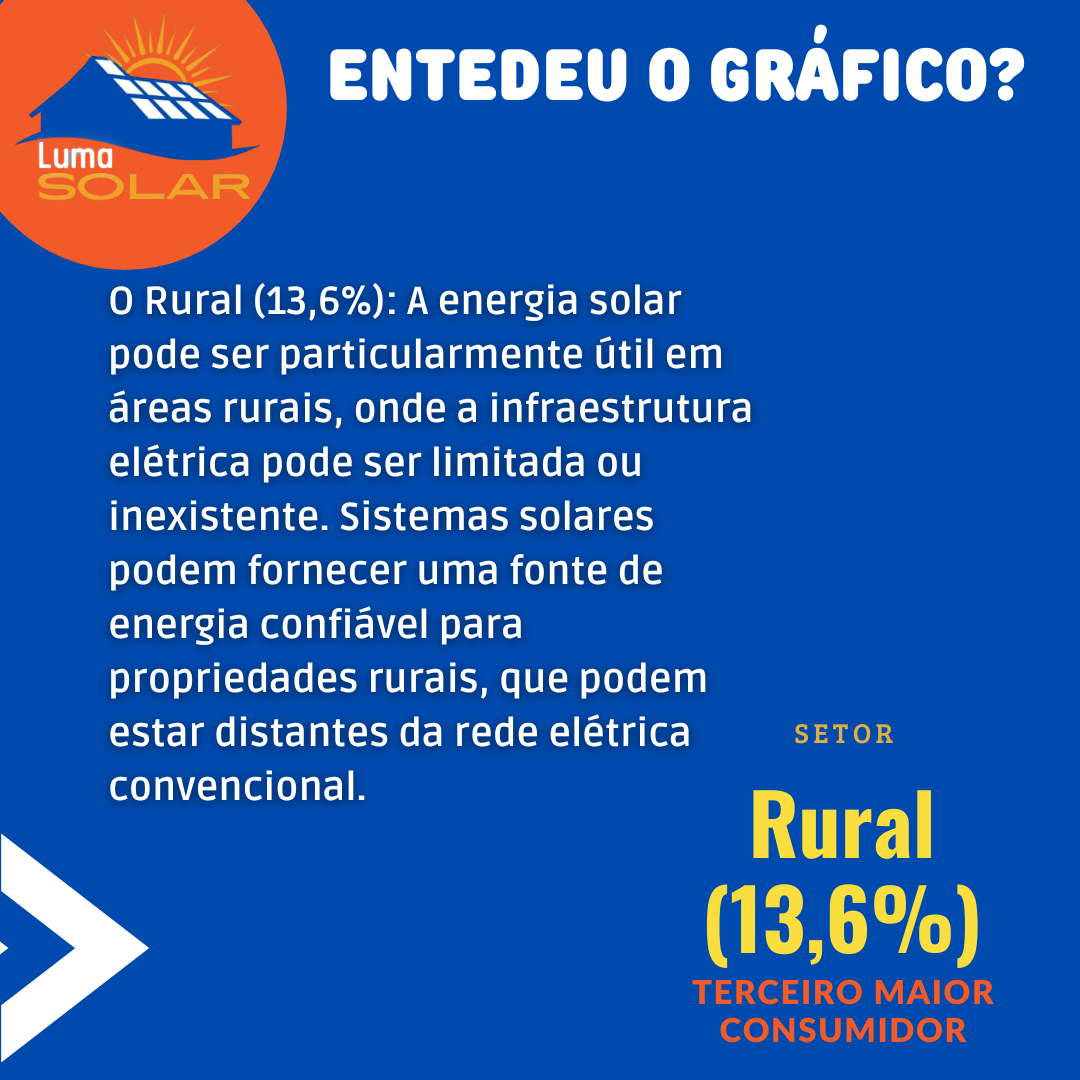 Luma
SOLAR
ENTEDEU O GRÁFICO?
O Rural (13,6%): A energia solar
pode ser particularmente útil em
áreas rurais, onde a infraestrutura
elétrica pode ser limitada ou
inexistente. Sistemas solares
podem fornecer uma fonte de
energia confiável para
propriedades rurais, que podem
estar distantes da rede elétrica
convencional.
SETOR
Rural
(13,6%)
TERCEIRO MAIOR
CONSUMIDOR